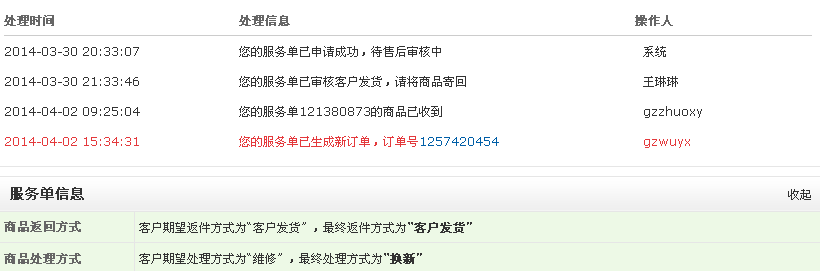 处理时间 处理信息 操作人
2014-03-30 20:33:07 您的服务单已申请成功，待售后审核中 系统
2014-03-30 21:33:46 您的服务单已审核客户发货，请将商品寄回 王琳琳
2014-04-02 09:25:04 您的服务单121380873的商品已收到 gzzhuoxy
2014-04-02 15:34:31 您的服务单已生成新订单，订单号1257420454 gzwuyx
服务单信息 收起
商品返回方式 客户期望返件方式为“客户发货”，最终返件方式为“客户发货”
商品处理方式 客户期望处理方式为“维修”，最终处理方式为“换新”